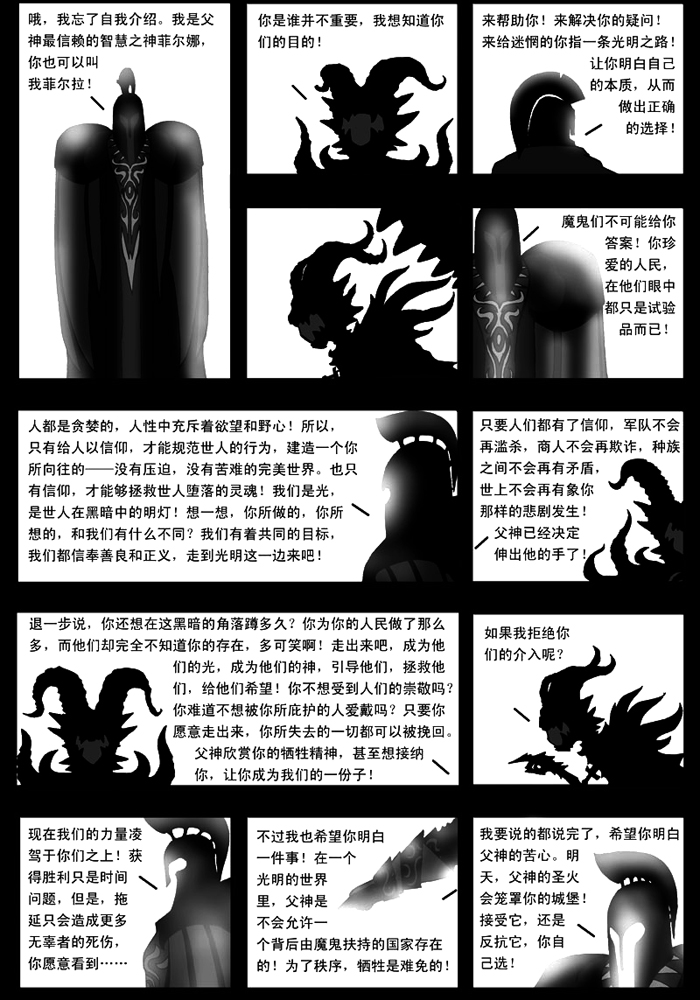 哦，我忘了自我介绍。我是父
神最信赖的智慧之神菲尔娜，
你也可以叫
我菲尔拉！
你是谁并不重要，我想知道你
们的目的！
来帮助你！来解决你的疑问！
来给迷惘的你指一条光明之路！
让你明白自己
的本质，从而
做出正确
的选择！
魔鬼们不可能给你
答案！你珍
爱的人民，
在他们眼中
都只是试验
品而已！
人都是贪婪的，人性中充斥着欲望和野心！所以，
只有给人以信仰，才能规范世人的行为，建造一个你
所向往的——没有压迫，没有苦难的完美世界。也只
有信仰，才能够拯救世人堕落的灵魂！我们是光，
是世人在黑暗中的明灯！想一想，你所做的，你所
想的，和我们有什么不同？我们有着共同的目标，
我们都信奉善良和正义，走到光明这一边来吧！
只要人们都有了信仰，军队不会
再滥杀，商人不会再欺诈，种族
之间不会再有矛盾，
世上不会再有象你
那样的悲剧发生！
父神已经决定
伸出他的手了！
退一步说，你还想在这黑暗的角落蹲多久？你为你的人民做了那么
多，而他们却完全不知道你的存在，多可笑啊！走出来吧，成为他
们的光，成为他们的神，引导他们，拯救他
们，给他们希望！你不想受到人们的崇敬吗？
你难道不想被你所庇护的人爱戴吗？只要你
愿意走出来，你所失去的一切都可以被挽回。
父神欣赏你的牺牲精神，甚至想接纳
你，让你成为我们的一份子！
如果我拒绝你
们的介入呢？
现在我们的力量凌
驾于你们之上！获
得胜利只是时间
问题，但是，拖
延只会造成更多
无辜者的死伤，
你愿意看到……
不过我也希望你明白
一件事！在一个
光明的世界
里，父神是
不会允许一
个背后由魔鬼扶持的国家存在
的！为了秩序，牺牲是难免的！
我要说的都说完了，希望你明白
父神的苦心。明
天，父神的圣火
会笼罩你的城堡！
接受它，还是
反抗它，你自
己选！